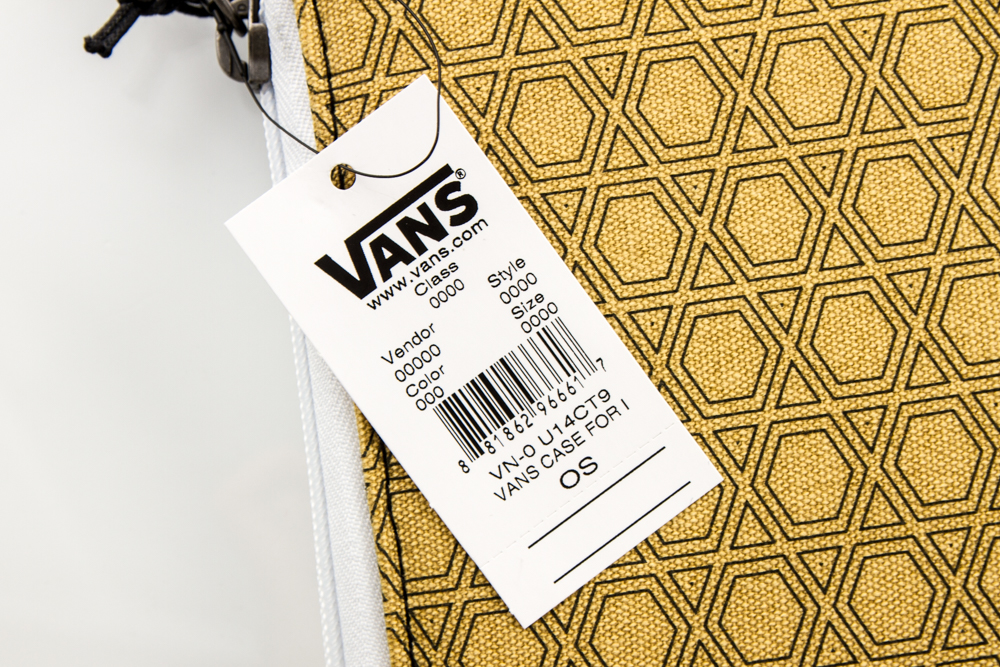 VANS®
www.vans.com
Class Style
0000 0000
Vendor Size
00000 0000
Color
000
8 81862 96661 7
VN-0 U14CT9
VANS CASE FOR I
OS